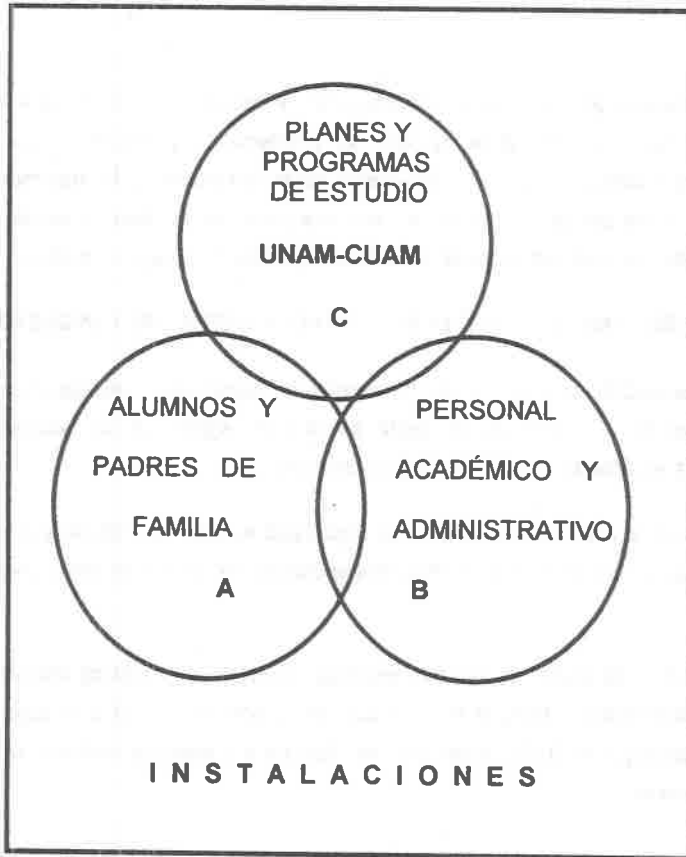 PLANES Y
PROGRAMAS
DE ESTUDIO
UNAM-CUAM
C
ALUMNOS Y
PADRES DE
FAMILIA
A
PERSONAL
ACADÉMICO Y
ADMINISTRATIVO
B
INSTALACIONES